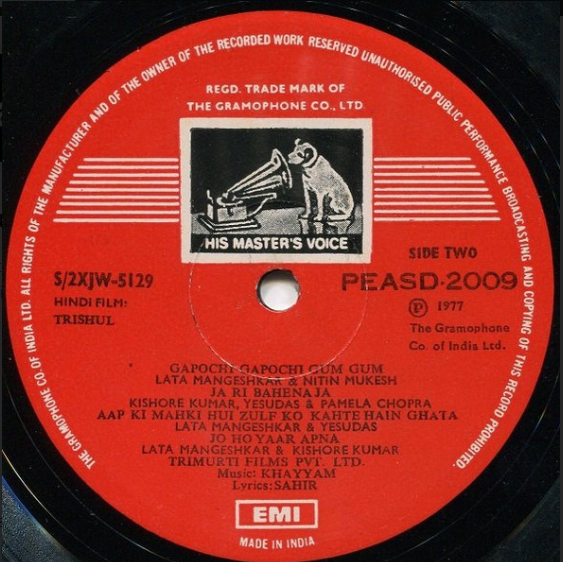 THE GRAMOPHONE CO. OF INDIA LTD. ALL RIGHTS OF THE MANUFACTURER AND OF THE OWNER OF THE RECORDED WORK RESERVED UNAUTHORISED PUBLIC PERFORMANCE BROADCASTING AND COPYING OF THIS RECORD PROHIBITED.
REGD. TRADE MARK OF
THE GRAMOPHONE CO., LTD.
HIS MASTER'S VOICE
SIDE TWO
S/2XJW-5129
PEASD·2009
HINDI FILM:
TRISHUL
Ⓟ 1977
The Gramophone
Co. of India Ltd.
GAPOCHI GAPOCHI GUM GUM
LATA MANGESHKAR & NITIN MUKESH
JA RI BAHENA JA
KISHORE KUMAR, YESUDAS & PAMELA CHOPRA
AAP KI MAHKI HUI ZULF KO KAHTE HAIN GHATA
LATA MANGESHKAR & YESUDAS
JO HO YAAR APNA
LATA MANGESHKAR & KISHORE KUMAR
TRIMURTI FILMS PVT. LTD.
Music: KHAYYAM
Lyrics: SAHIR
EMI
MADE IN INDIA